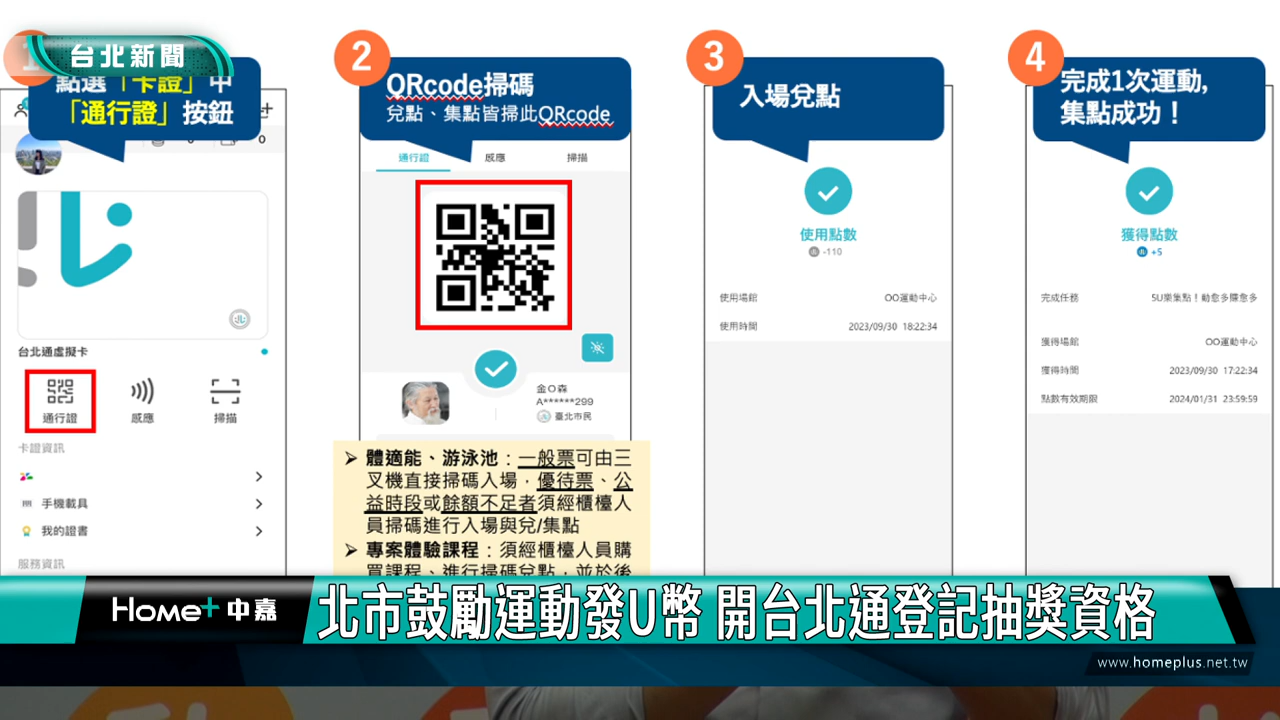 台北新聞
1
點選「卡證」中
「通行證」按鈕
0
0
台北通虛擬卡
通行證
感應
掃描
卡證資訊
手機載具
我的證書
服務資訊
2
QRcode掃碼
兌點、集點皆掃此QRcode
通行證
感應
掃描
金O森
A******299
臺北市民
➢ 體適能、游泳池：一般票可由三
叉機直接掃碼入場，優待票、公
益時段或餘額不足者須經櫃檯人
員掃碼進行入場與兌/集點
➢ 專案體驗課程：須經櫃檯人員購
買課程、進行掃碼兌點，並於後
3
入場兌點
使用點數
-110
使用場館 OO運動中心
使用時間 2023/09/30 18:22:34
4
完成1次運動,
集點成功！
獲得點數
+5
完成任務 5U樂集點！動愈多賺愈多
獲得場館 OO運動中心
獲得時間 2023/09/30 17:22:34
點數有效期限 2024/01/31 23:59:59
Home+ 中嘉
北市鼓勵運動發U幣 開台北通登記抽獎資格
www.homeplus.net.tw